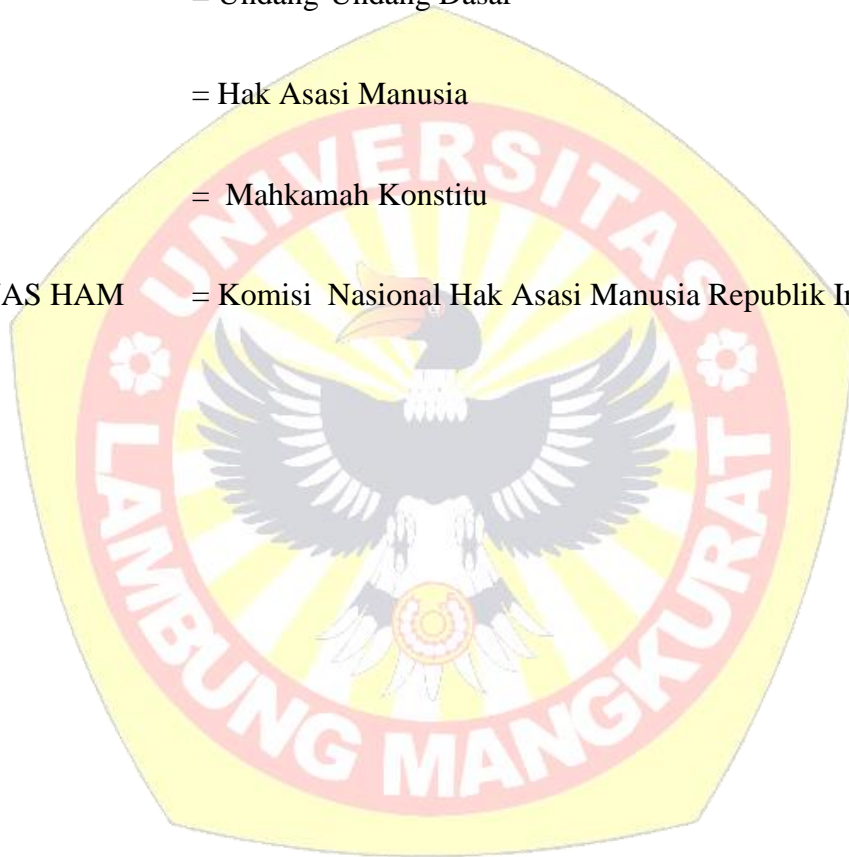 = Undang-Undang Dasar
= Hak Asasi Manusia
= Mahkamah Konstitu
AS HAM = Komisi Nasional Hak Asasi Manusia Republik
UNIVERSITAS
LAMBUNG MANGKURAT